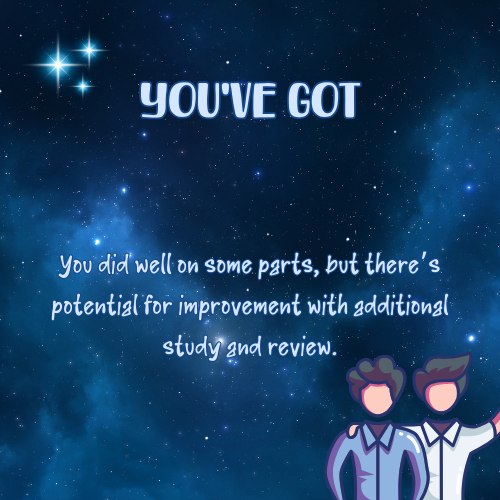 YOU'VE GOT
You did well on some parts, but there's
potential for improvement with additional
study and review.